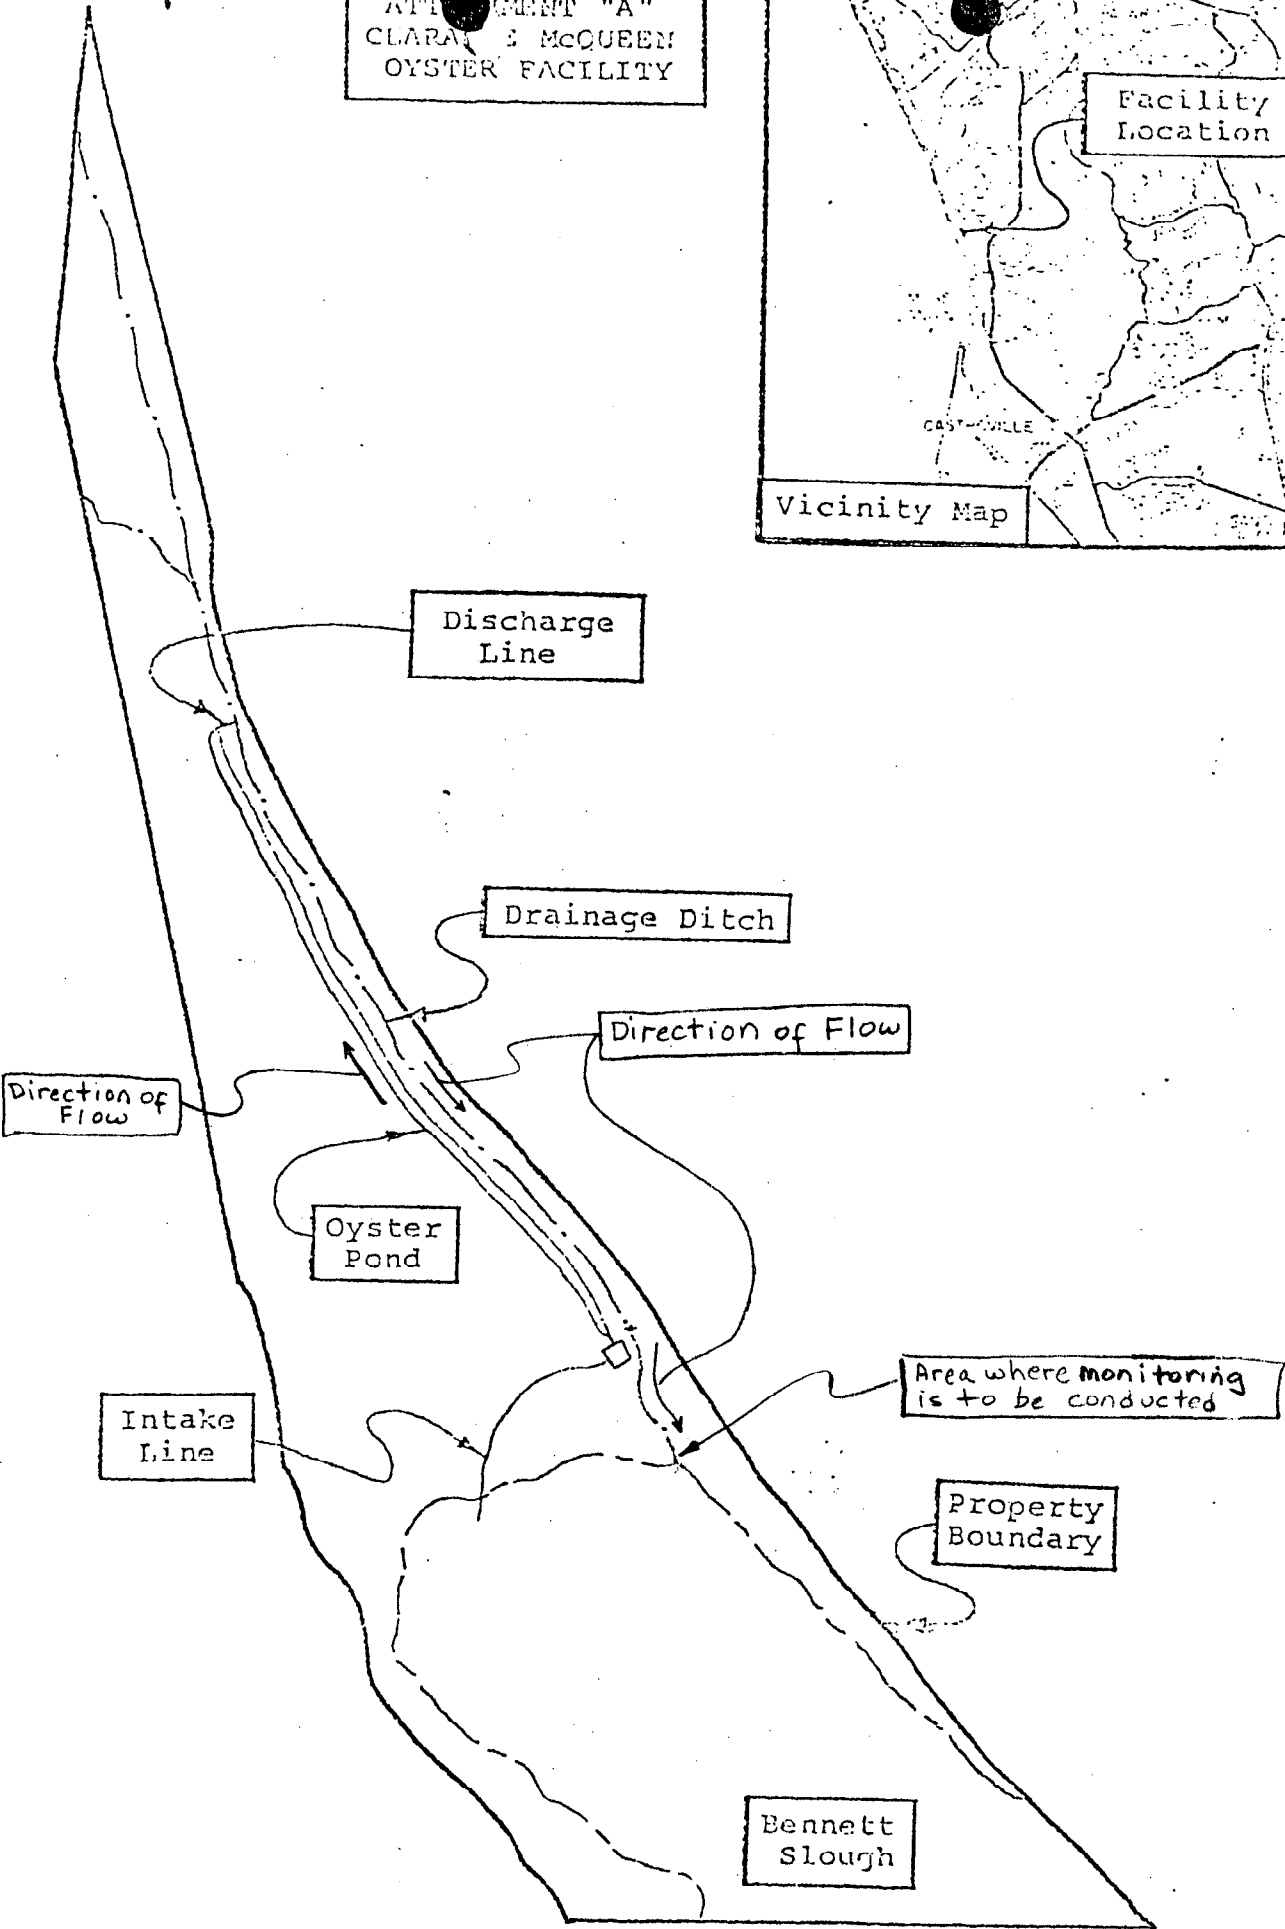 "A"
McQUEEN
OYSTER FACILITY
Facility
Location
Vicinity Map
Discharge
Line
Drainage Ditch
Direction of Flow
Direction of
Flow
Oyster
Pond
Area where monitoring
is to be conducted
Intake
Line
Property
Boundary
Bennett
Slough